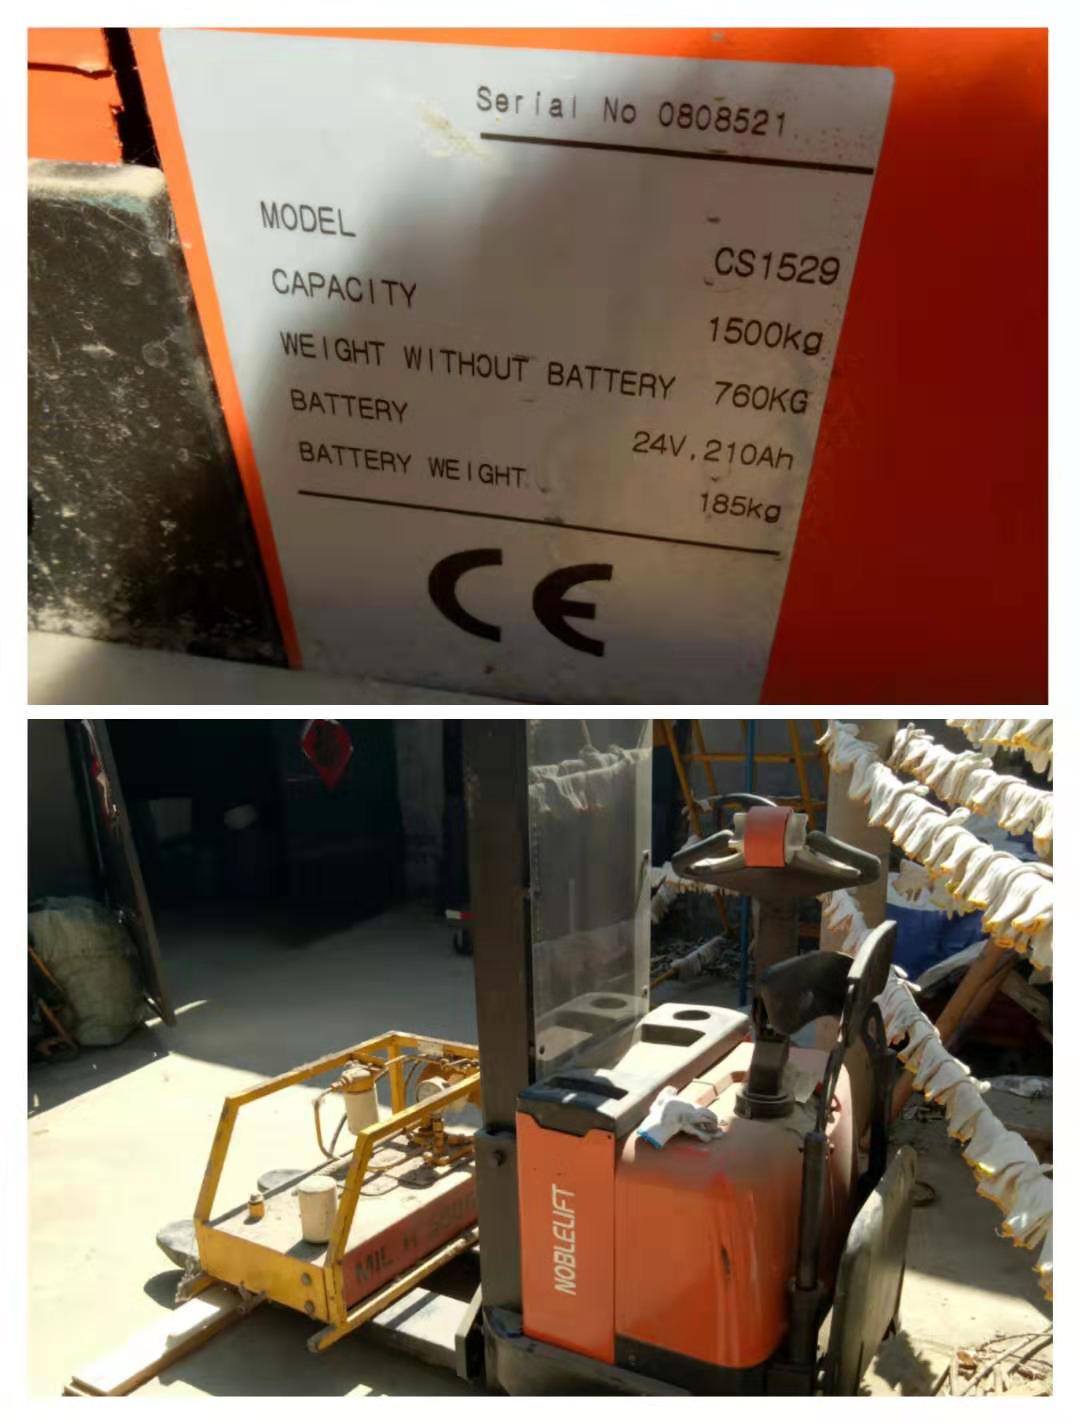 Serial No 0808521
MODEL CS1529
CAPACITY 1500kg
WEIGHT WITHOUT BATTERY 760KG
BATTERY 24V,210Ah
BATTERY WEIGHT 185kg
CE
NOBLELIFT
MIL